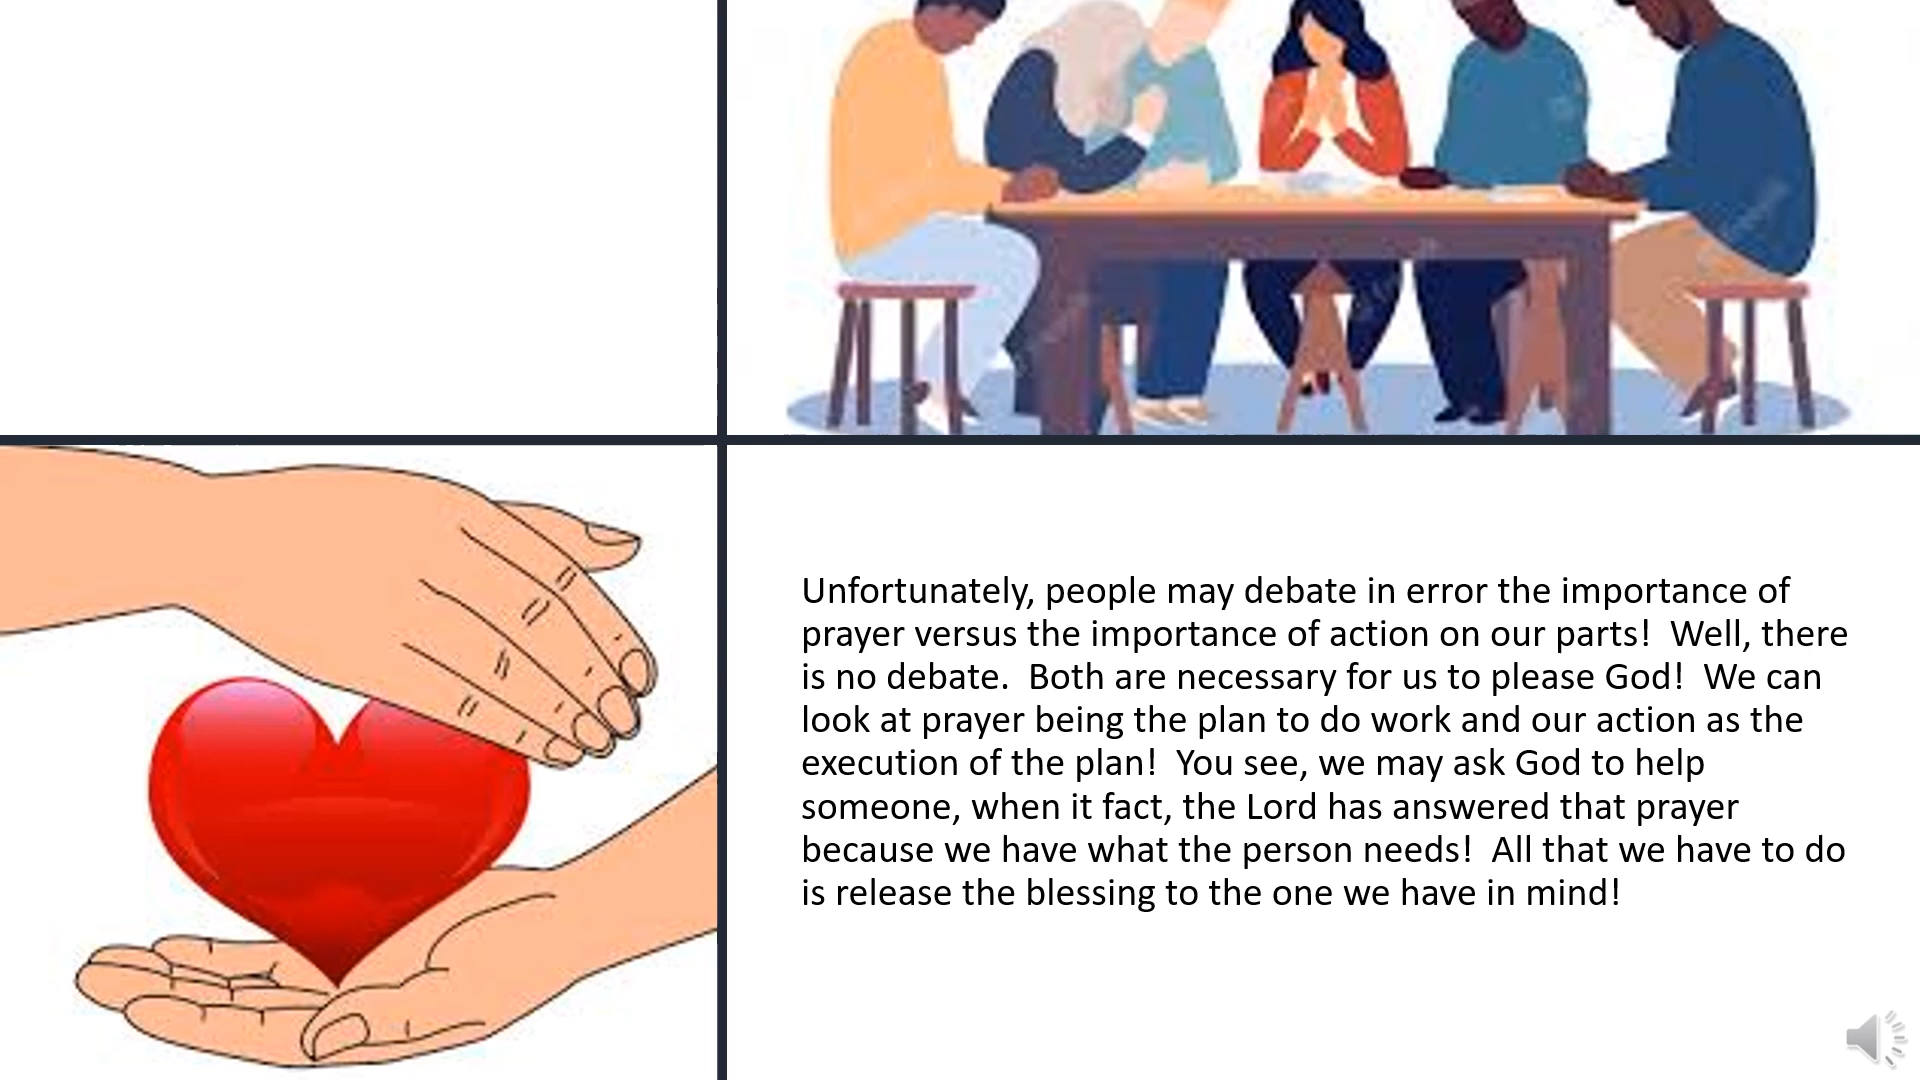 Unfortunately, people may debate in error the importance of
prayer versus the importance of action on our parts!  Well, there
is no debate.  Both are necessary for us to please God!  We can
look at prayer being the plan to do work and our action as the
execution of the plan!  You see, we may ask God to help
someone, when it fact, the Lord has answered that prayer
because we have what the person needs!  All that we have to do
is release the blessing to the one we have in mind!